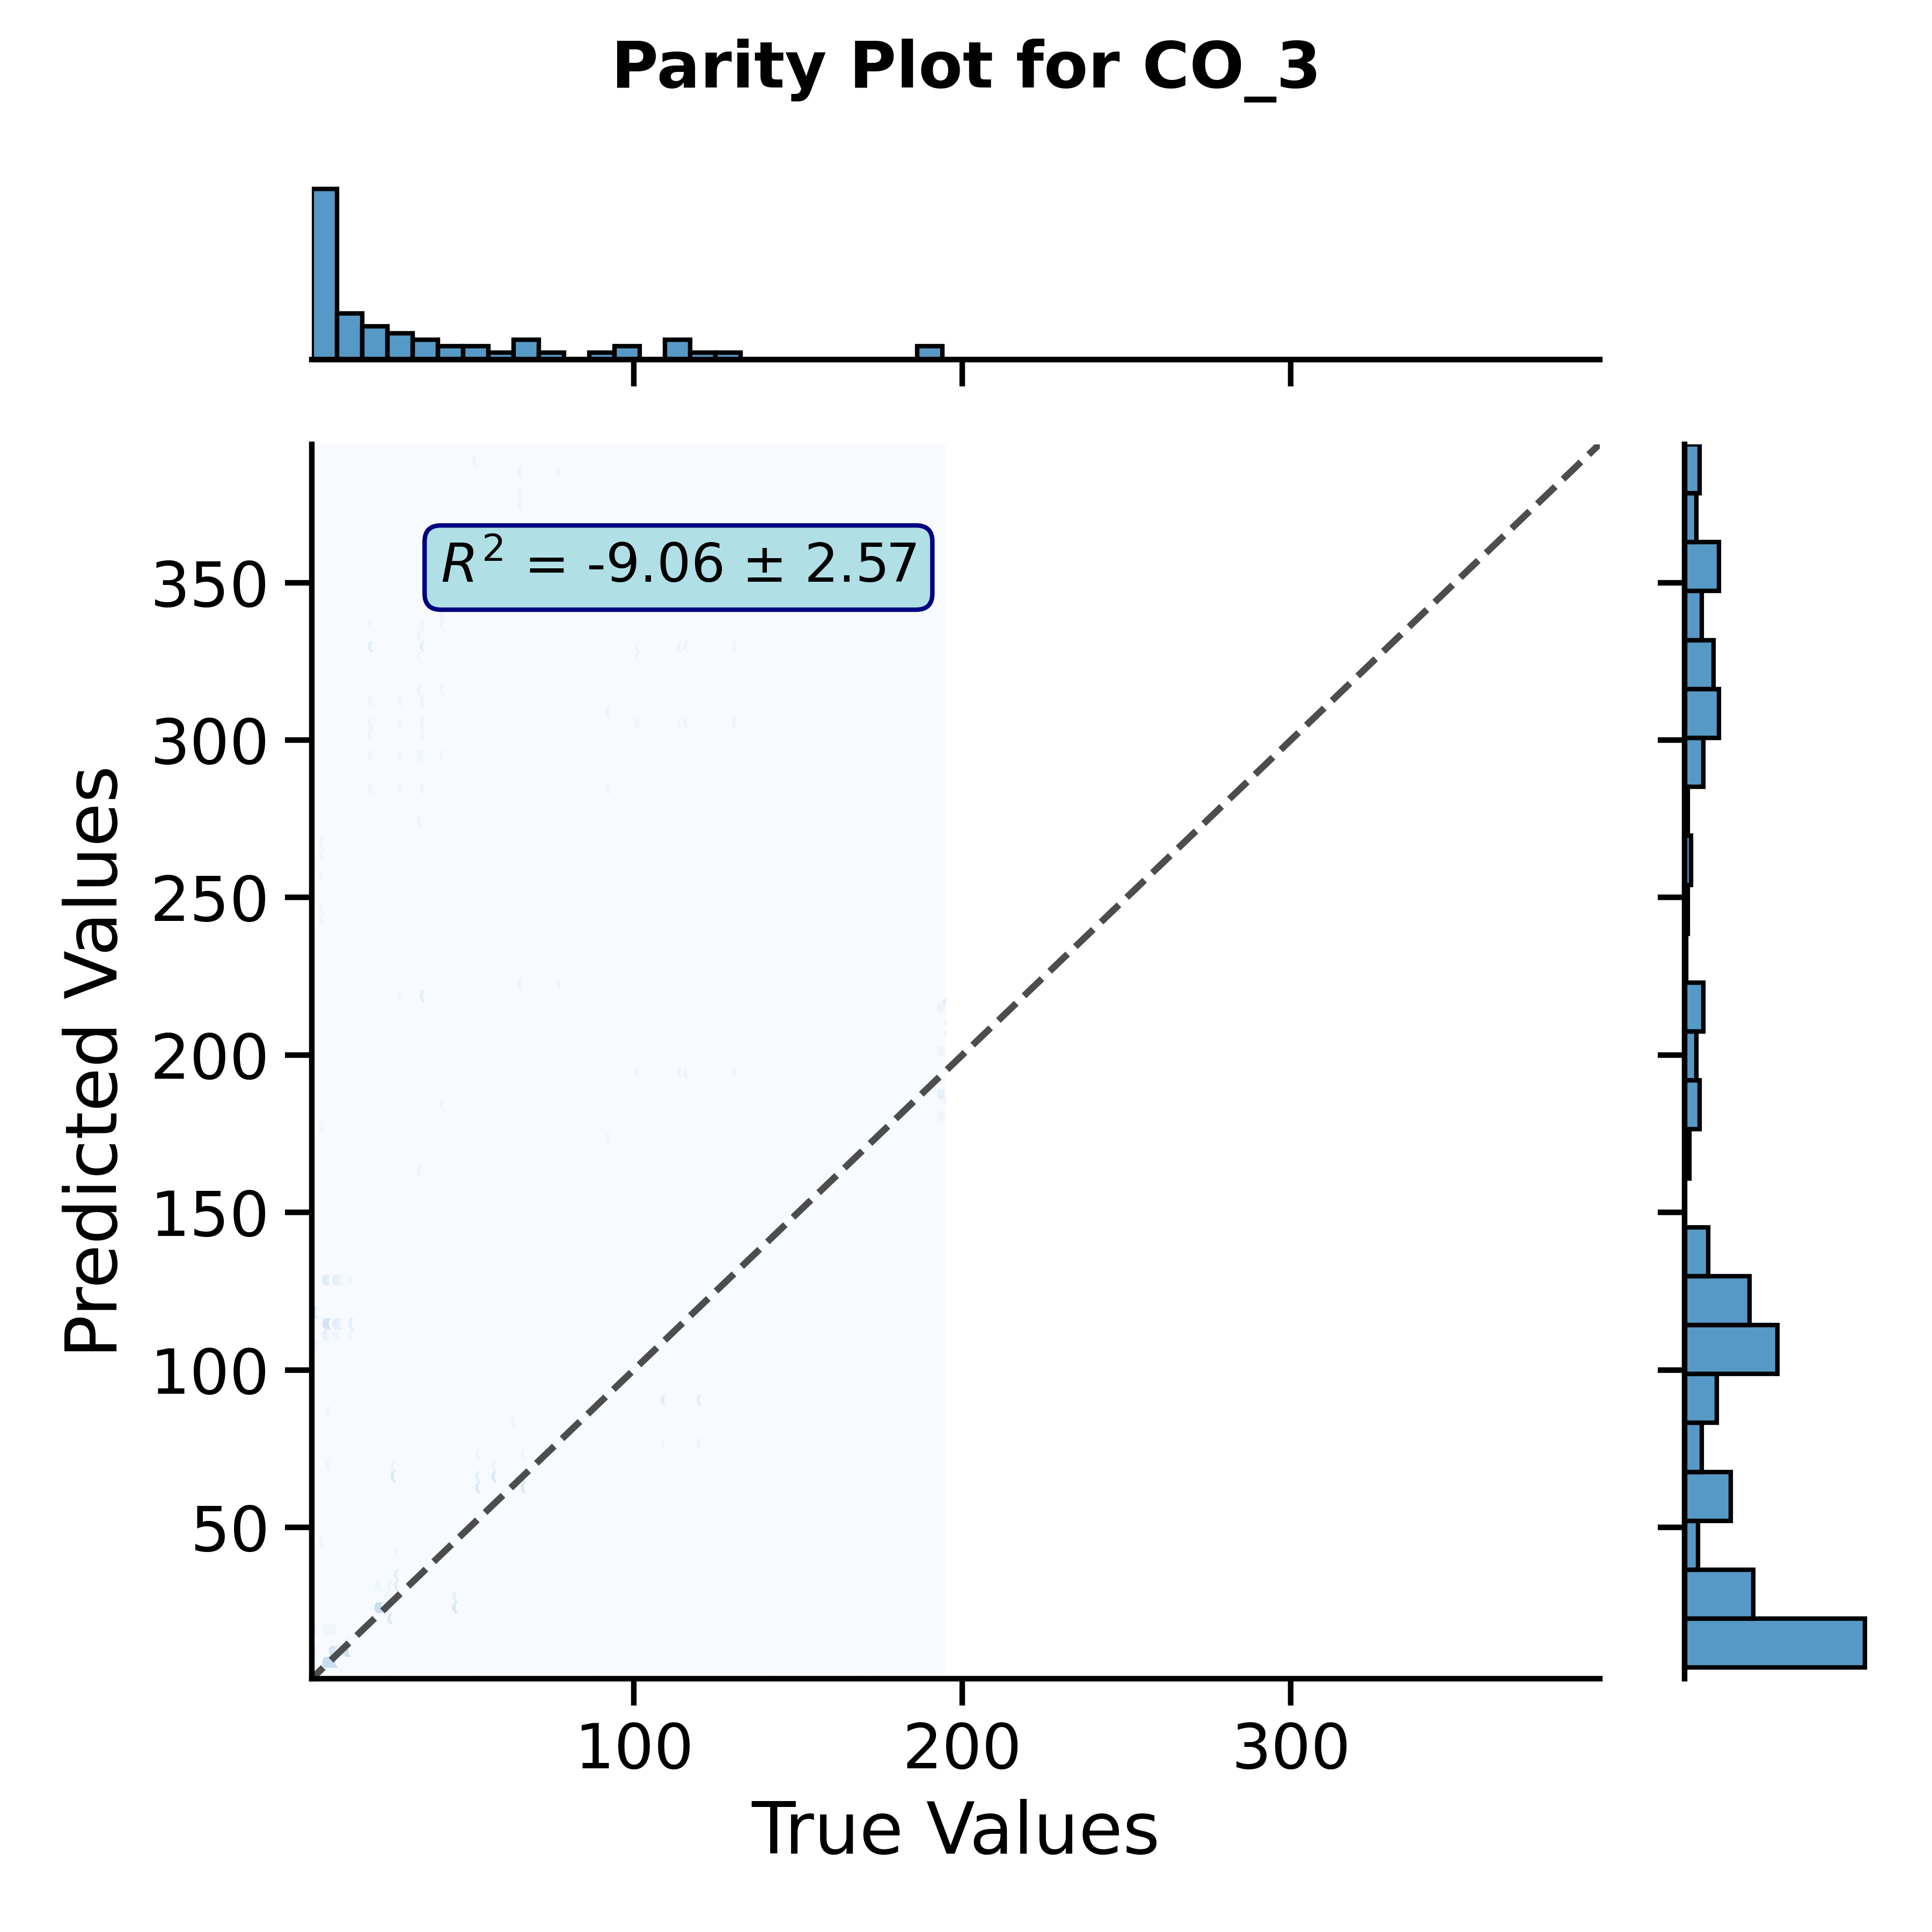 Parity Plot for CO_3
R² = -9.06 ± 2.57
350
300
250
200
150
100
50
Predicted Values
100
200
300
True Values